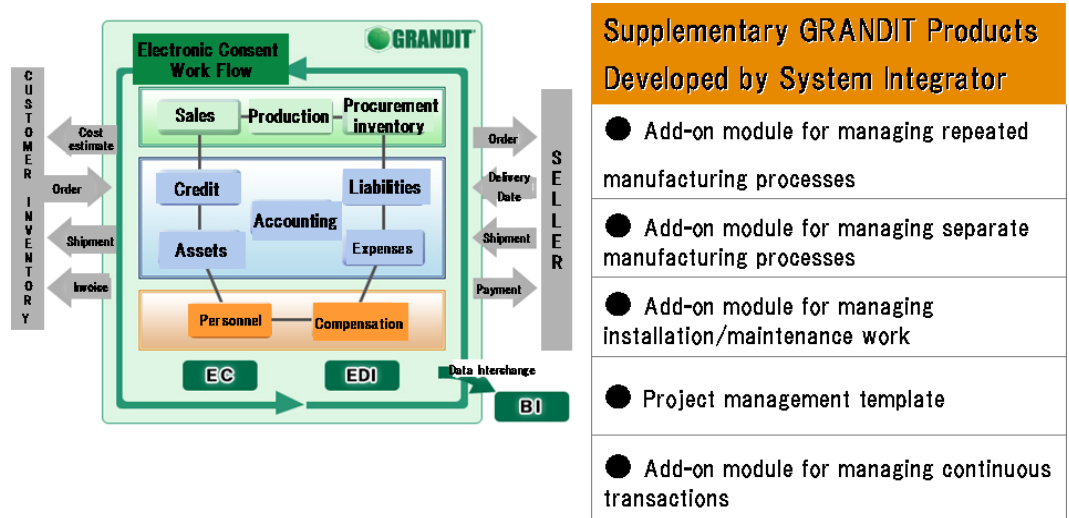 GRANDIT
Electronic Consent
Work Flow
CUSTOMER INVENTORY
Cost
estimate
Order
Shipment
Invoice
Sales
Production
Procurement
inventory
Credit
Liabilities
Accounting
Assets
Expenses
Personnel
Compensation
EC
EDI
Data Interchange
BI
Order
Delivery
Date
Shipment
Payment
SELLER
Supplementary GRANDIT Products
Developed by System Integrator
● Add-on module for managing repeated
manufacturing processes
● Add-on module for managing separate
manufacturing processes
● Add-on module for managing
installation/maintenance work
● Project management template
● Add-on module for managing continuous
transactions